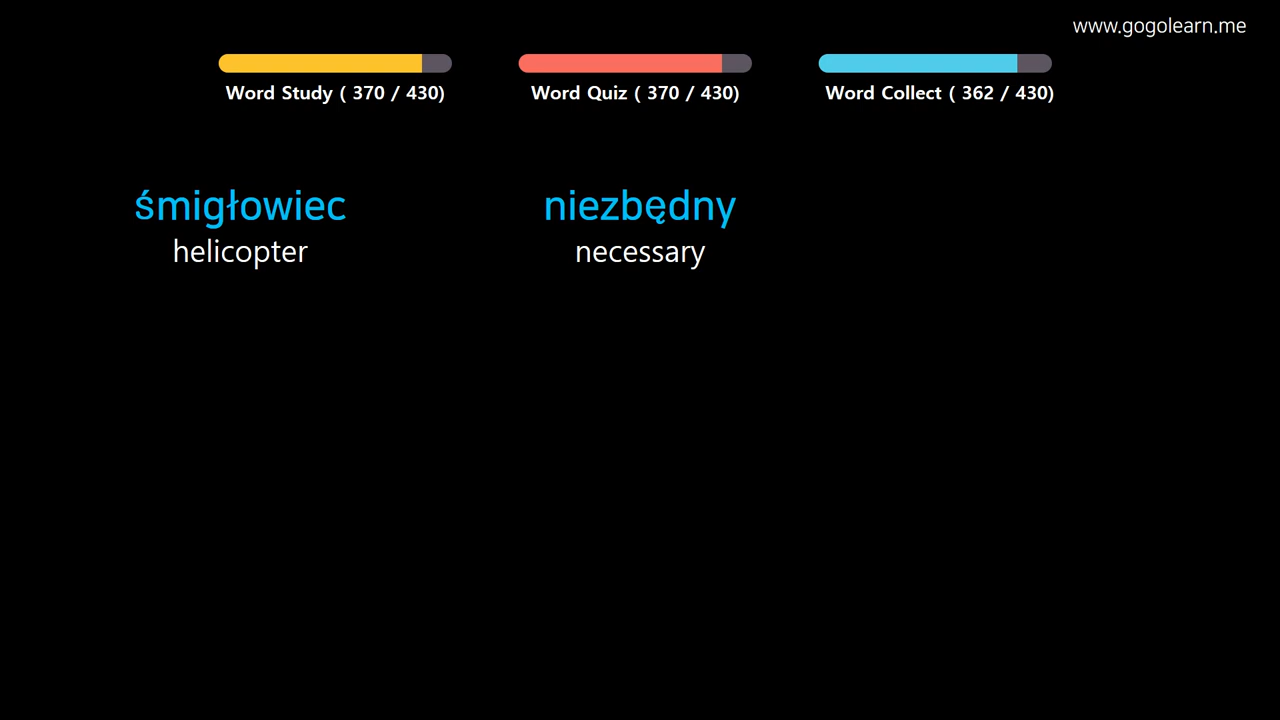 www.gogolearn.me
Word Study ( 370 / 430)
Word Quiz ( 370 / 430)
Word Collect ( 362 / 430)
śmigłowiec
helicopter
niezbędny
necessary